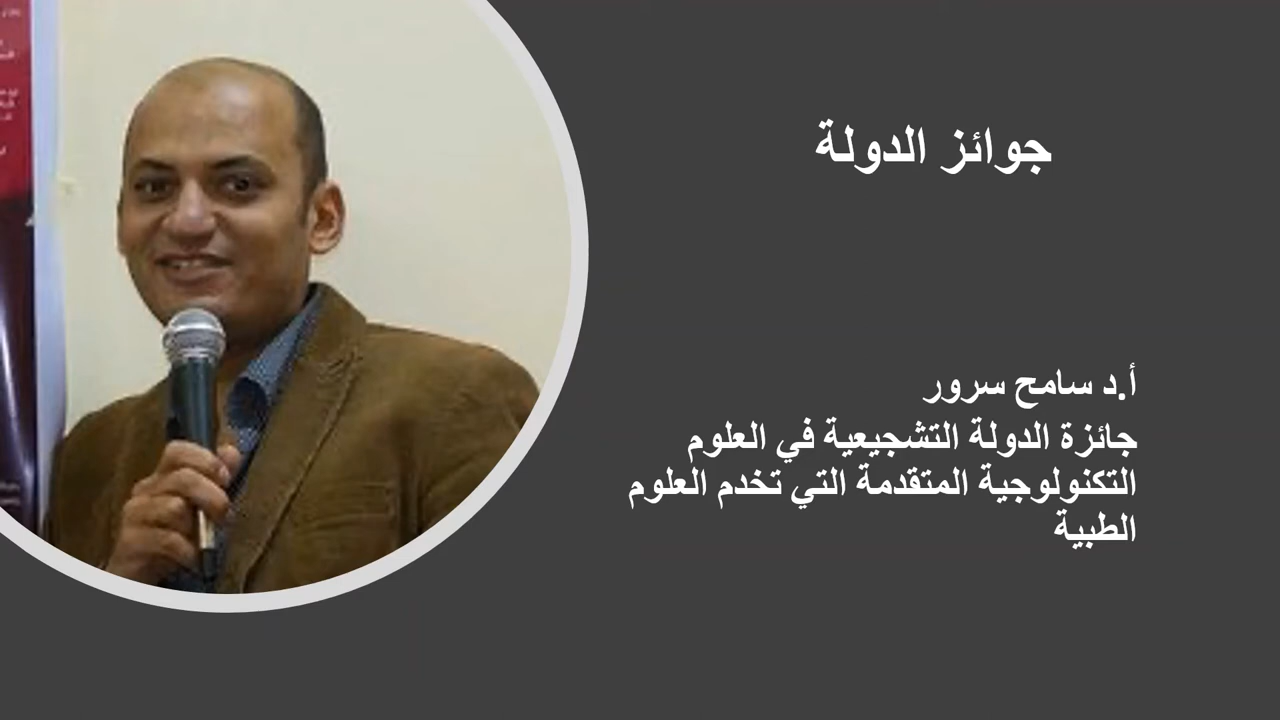 جوائز الدولة
أ.د سامح سرور
جائزة الدولة التشجيعية في العلوم
التكنولوجية المتقدمة التي تخدم العلوم
الطبية